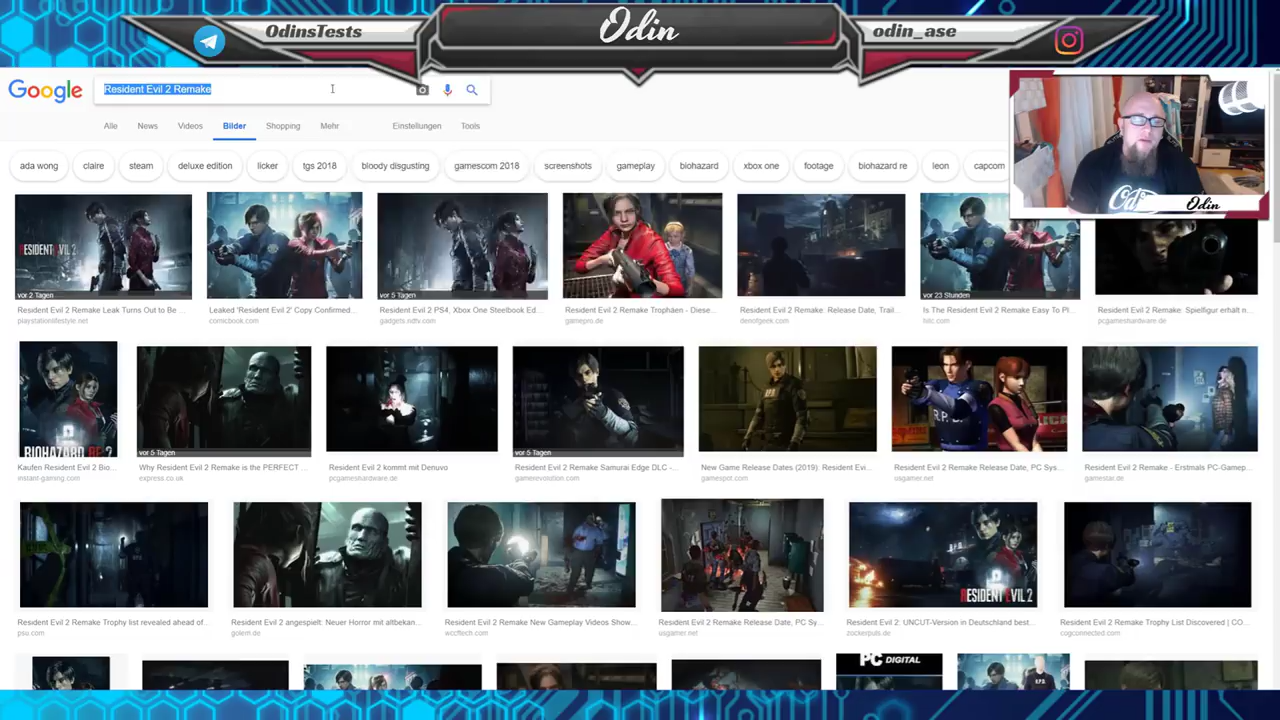 OdinsTests
Odin
odin_ase
Google
Resident Evil 2 Remake
Alle
News
Videos
Bilder
Shopping
Mehr
Einstellungen
Tools
ada wong
claire
steam
deluxe edition
licker
tgs 2018
bloody disgusting
gamescom 2018
screenshots
gameplay
biohazard
xbox one
footage
biohazard re
leon
capcom
Odin
vor 2 Tagen
vor 5 Tagen
vor 23 Stunden
Resident Evil 2 Remake Leak Turns Out to Be ...
playstationlifestyle.net
Leaked 'Resident Evil 2' Copy Confirmed...
comicbook.com
Resident Evil 2 PS4, Xbox One Steelbook Ed...
gadgets.ndtv.com
Resident Evil 2 Remake Trophäen - Diese...
gamepro.de
Resident Evil 2 Remake: Release Date, Trail...
denofgeek.com
Is The Resident Evil 2 Remake Easy To Pl...
hitc.com
Resident Evil 2 Remake: Spielfigur erhält n...
pcgameshardware.de
vor 5 Tagen
vor 5 Tagen
Kaufen Resident Evil 2 Bio...
instant-gaming.com
Why Resident Evil 2 Remake is the PERFECT ...
express.co.uk
Resident Evil 2 kommt mit Denuvo
pcgameshardware.de
Resident Evil 2 Remake Samurai Edge DLC -...
gamerevolution.com
New Game Release Dates (2019): Resident Evi...
gamespot.com
Resident Evil 2 Remake Release Date, PC Sys...
usgamer.net
Resident Evil 2 Remake - Erstmals PC-Gamep...
gamestar.de
RESIDENT EVIL 2
Resident Evil 2 Remake Trophy list revealed ahead of...
psu.com
Resident Evil 2 angespielt: Neuer Horror mit altbekan...
golem.de
Resident Evil 2 Remake New Gameplay Videos Show...
wccftech.com
Resident Evil 2 Remake Release Date, PC Sy...
usgamer.net
Resident Evil 2: UNCUT-Version in Deutschland best...
zockerpuls.de
Resident Evil 2 Remake Trophy List Discovered | CO...
cogconnected.com
PC DIGITAL